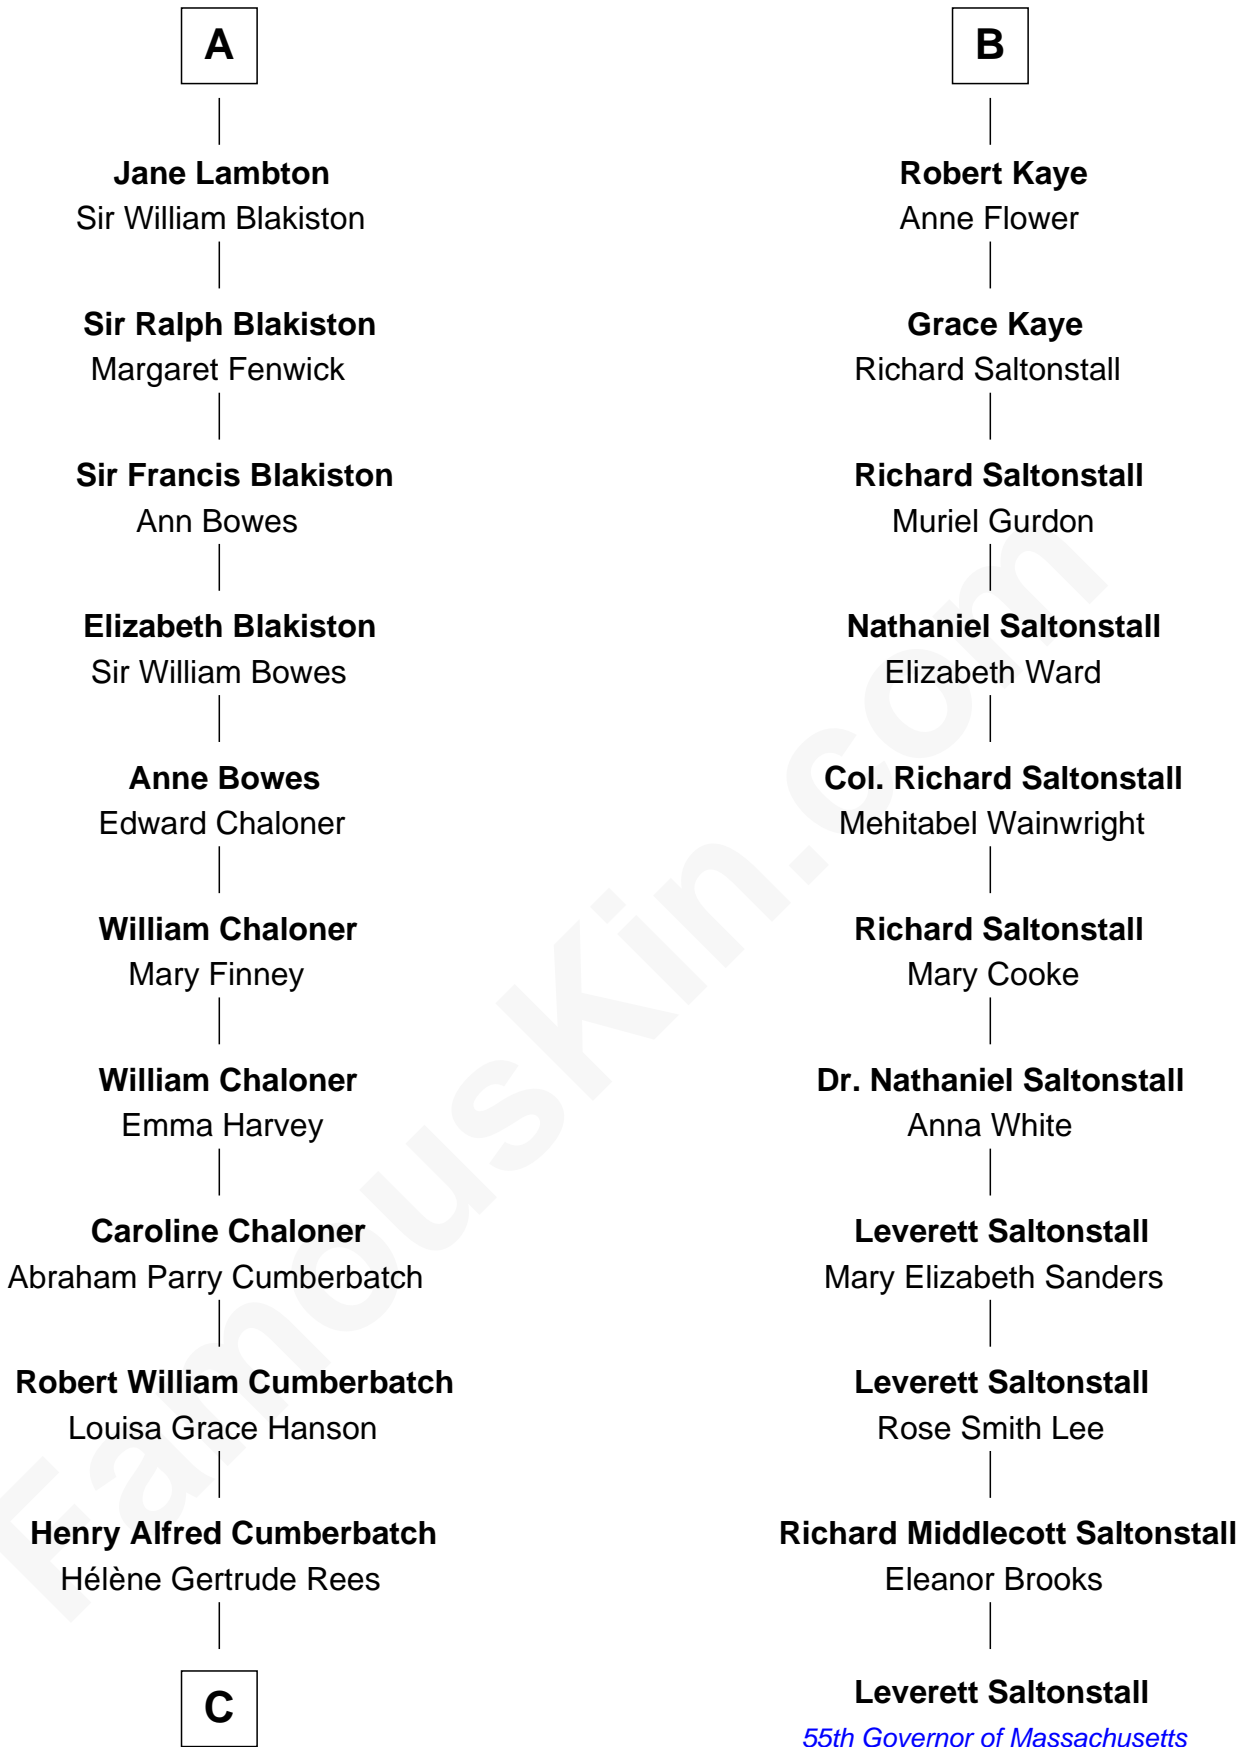 A
Jane Lambton
Sir William Blakiston
Sir Ralph Blakiston
Margaret Fenwick
Sir Francis Blakiston
Ann Bowes
Elizabeth Blakiston
Sir William Bowes
Anne Bowes
Edward Chaloner
William Chaloner
Mary Finney
William Chaloner
Emma Harvey
Caroline Chaloner
Abraham Parry Cumberbatch
Robert William Cumberbatch
Louisa Grace Hanson
Henry Alfred Cumberbatch
Hélène Gertrude Rees
C
B
Robert Kaye
Anne Flower
Grace Kaye
Richard Saltonstall
Richard Saltonstall
Muriel Gurdon
Nathaniel Saltonstall
Elizabeth Ward
Col. Richard Saltonstall
Mehitabel Wainwright
Richard Saltonstall
Mary Cooke
Dr. Nathaniel Saltonstall
Anna White
Leverett Saltonstall
Mary Elizabeth Sanders
Leverett Saltonstall
Rose Smith Lee
Richard Middlecott Saltonstall
Eleanor Brooks
Leverett Saltonstall
55th Governor of Massachusetts
FamousKin.com